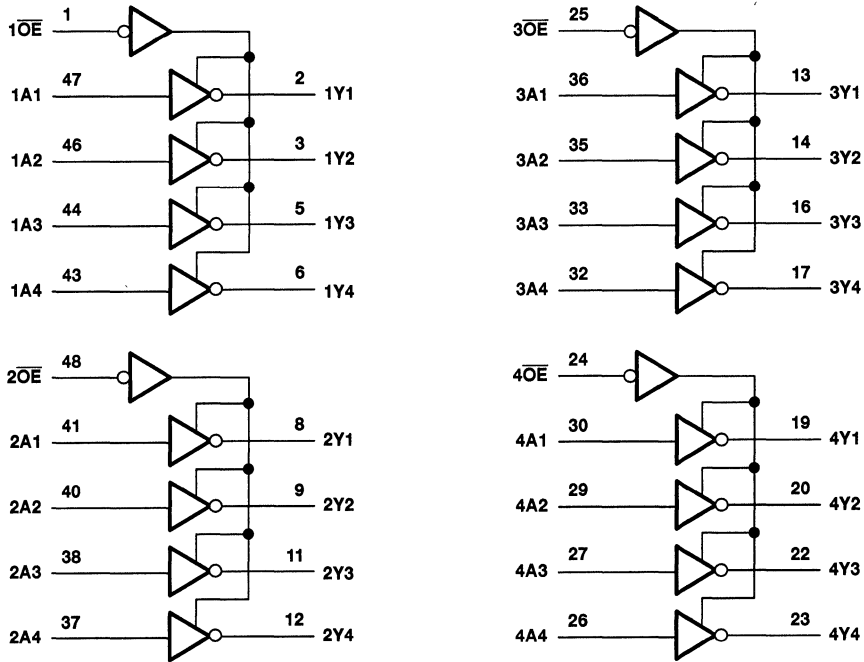 1OE 1
1A1 47 2 1Y1
1A2 46 3 1Y2
1A3 44 5 1Y3
1A4 43 6 1Y4
3OE 25
3A1 36 13 3Y1
3A2 35 14 3Y2
3A3 33 16 3Y3
3A4 32 17 3Y4
2OE 48
2A1 41 8 2Y1
2A2 40 9 2Y2
2A3 38 11 2Y3
2A4 37 12 2Y4
4OE 24
4A1 30 19 4Y1
4A2 29 20 4Y2
4A3 27 22 4Y3
4A4 26 23 4Y4